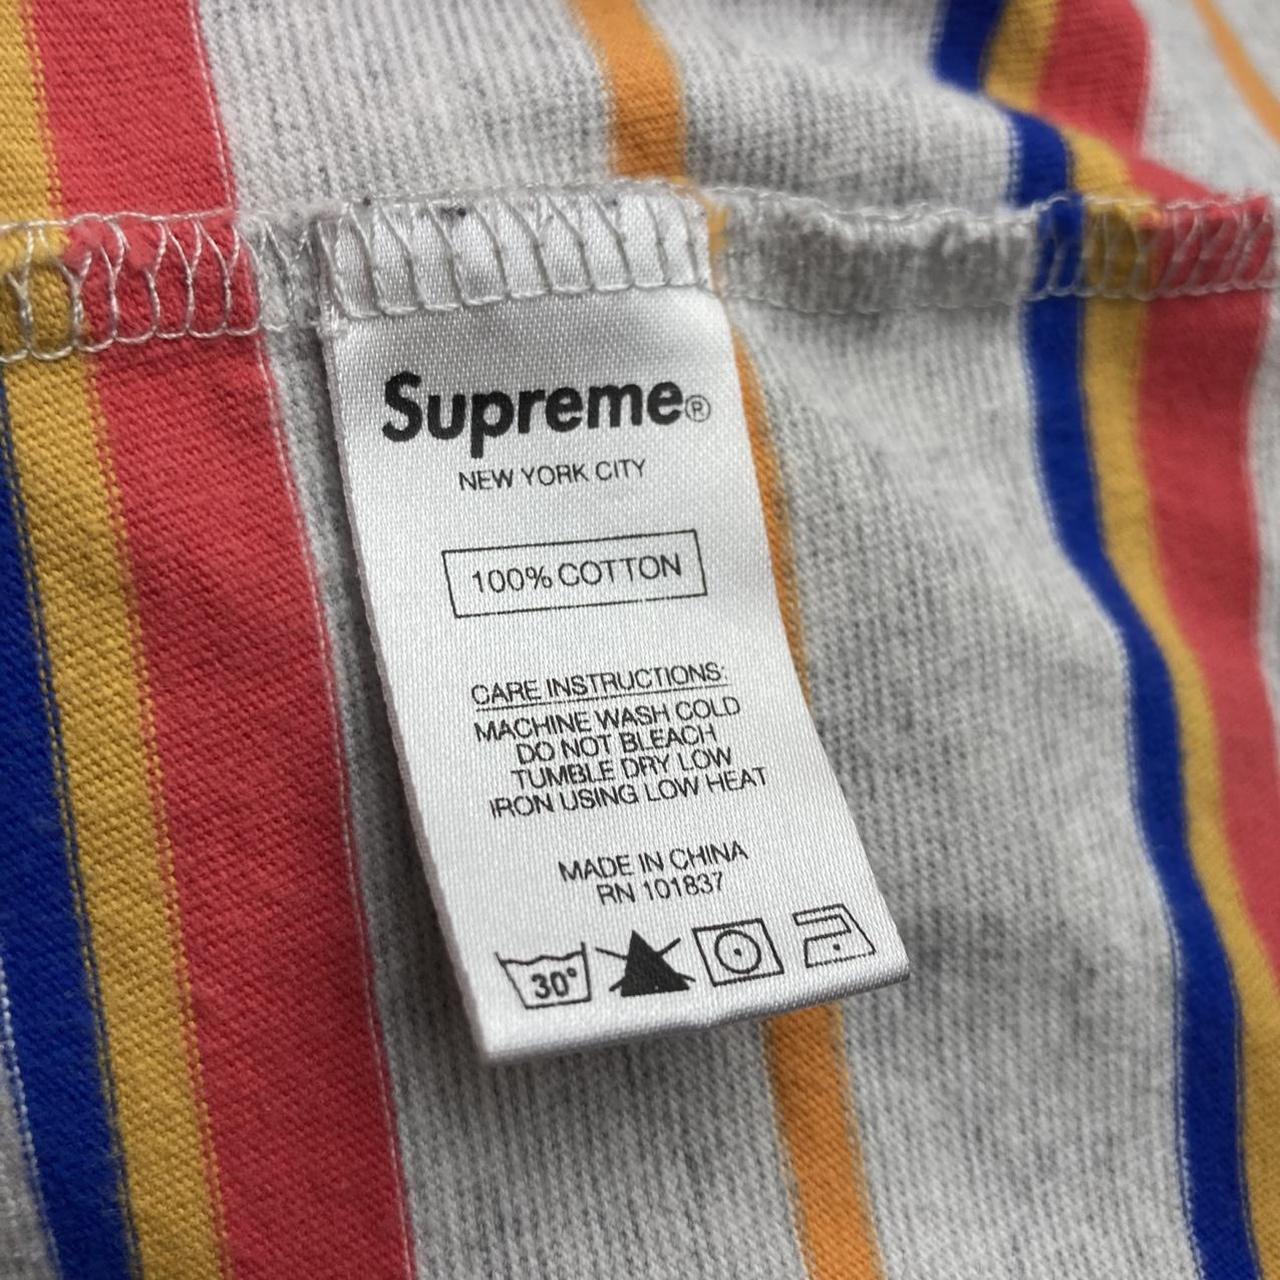 Supreme®
NEW YORK CITY
100% COTTON
CARE INSTRUCTIONS:
MACHINE WASH COLD
DO NOT BLEACH
TUMBLE DRY LOW
IRON USING LOW HEAT
MADE IN CHINA
RN 101837
30°